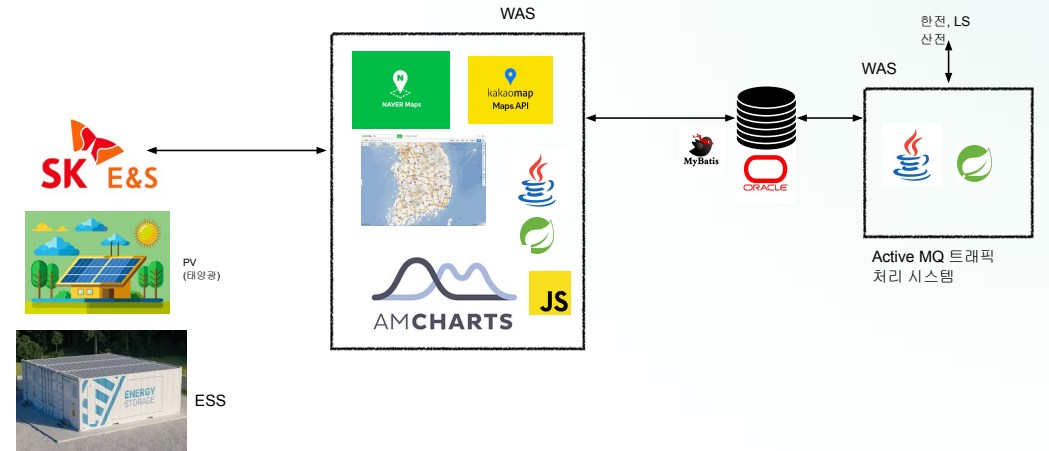 WAS
한전, LS
산전
WAS
N
NAVER Maps
kakaomap
Maps API
SK E&S
MyBatis
ORACLE
PV
(태양광)
Active MQ 트래픽
처리 시스템
AMCHARTS
JS
ENERGY
STORAGE
ESS